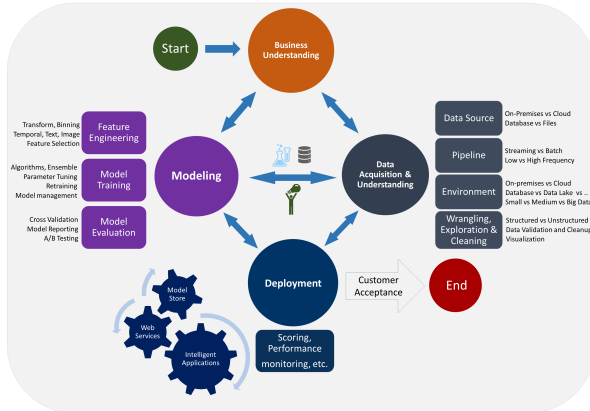 Start
Business
Understanding
Feature
Engineering
Transform, Binning
Temporal, Text, Image
Feature Selection
Model
Training
Algorithms, Ensemble
Parameter Tuning
Retraining
Model management
Model
Evaluation
Cross Validation
Model Reporting
A/B Testing
Modeling
Data
Acquisition &
Understanding
Data Source
On-Premises vs Cloud
Database vs Files
Pipeline
Streaming vs Batch
Low vs High Frequency
Environment
On-premises vs Cloud
Database vs Data Lake vs ..
Small vs Medium vs Big Data
Wrangling,
Exploration &
Cleaning
Structured vs Unstructured
Data Validation and Cleanup
Visualization
Deployment
Customer
Acceptance
End
Scoring,
Performance
monitoring, etc.
Model
Store
Web
Services
Intelligent
Applications